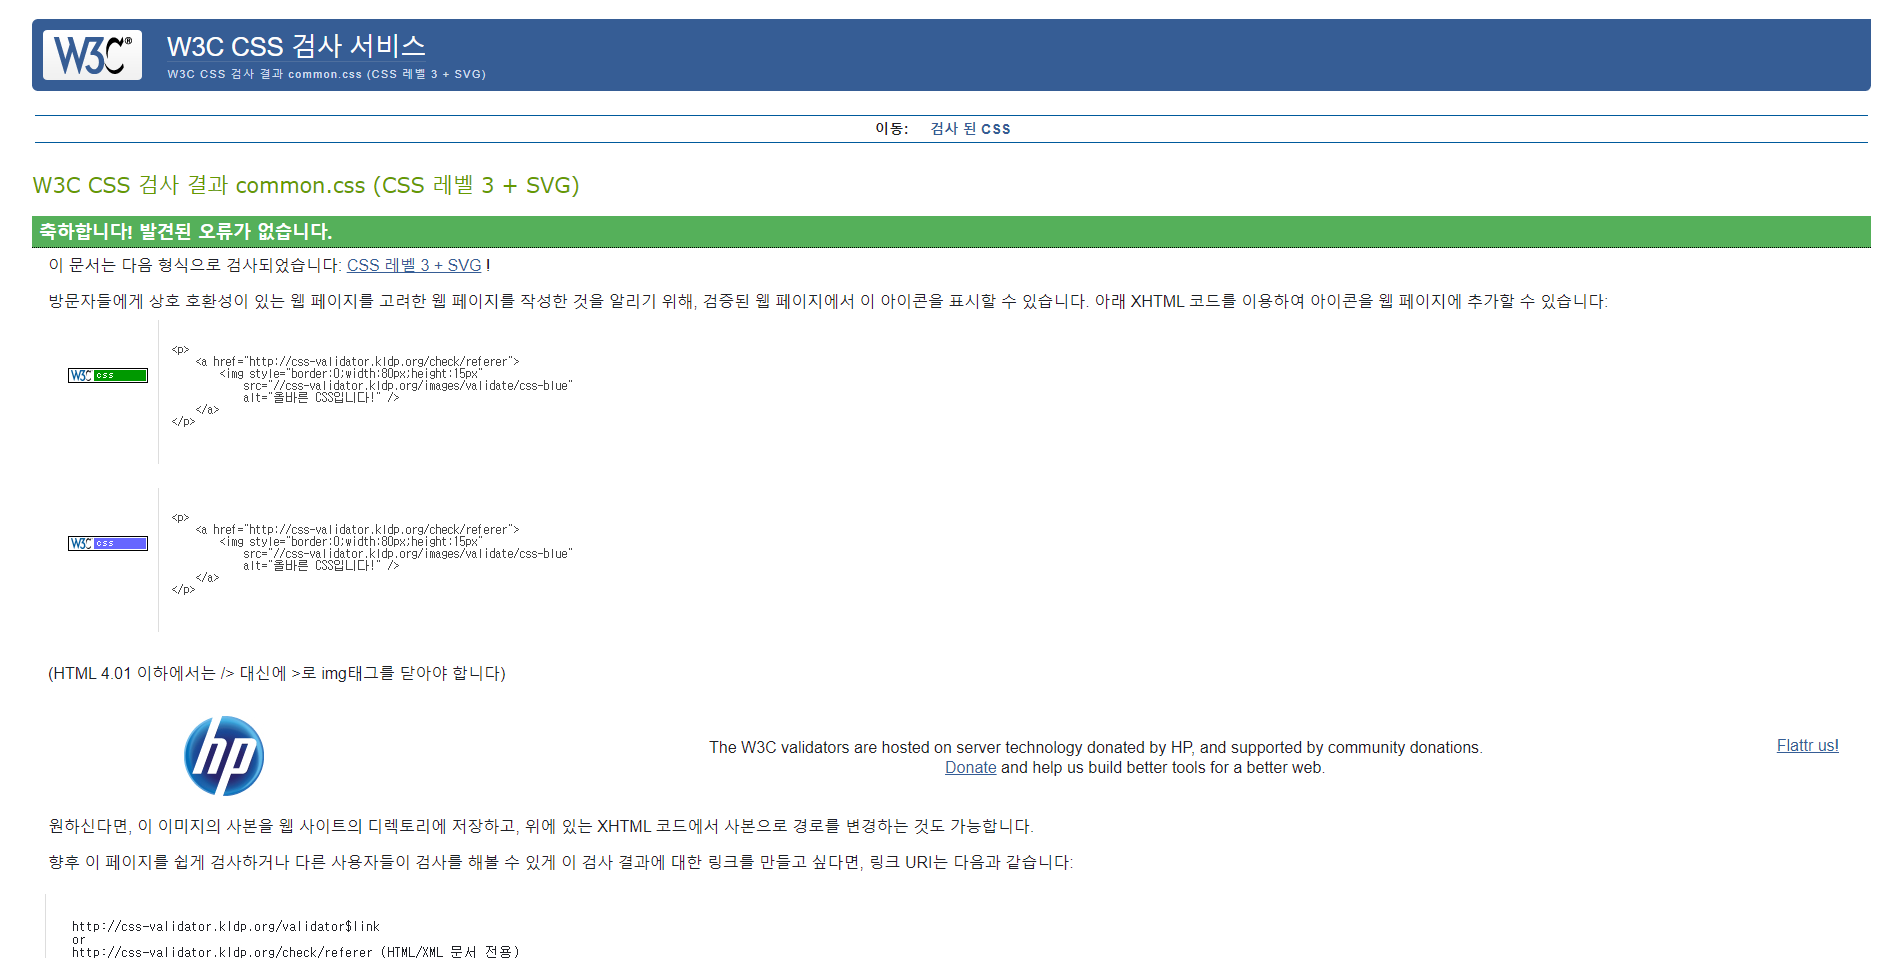 W3C®
W3C CSS 검사 서비스
W3C CSS 검사 결과 common.css (CSS 레벨 3 + SVG)
이동: 검사 된 CSS
W3C CSS 검사 결과 common.css (CSS 레벨 3 + SVG)
축하합니다! 발견된 오류가 없습니다.
이 문서는 다음 형식으로 검사되었습니다: CSS 레벨 3 + SVG !
방문자들에게 상호 호환성이 있는 웹 페이지를 고려한 웹 페이지를 작성한 것을 알리기 위해, 검증된 웹 페이지에서 이 아이콘을 표시할 수 있습니다. 아래 XHTML 코드를 이용하여 아이콘을 웹 페이지에 추가할 수 있습니다:
W3C css
<p>
<a href="http://css-validator.kldp.org/check/referer">
<img style="border:0;width:80px;height:15px"
src="//css-validator.kldp.org/images/validate/css-blue"
alt="올바른 CSS입니다!" />
</a>
</p>
W3C css
<p>
<a href="http://css-validator.kldp.org/check/referer">
<img style="border:0;width:80px;height:15px"
src="//css-validator.kldp.org/images/validate/css-blue"
alt="올바른 CSS입니다!" />
</a>
</p>
(HTML 4.01 이하에서는 /> 대신에 >로 img태그를 닫아야 합니다)
hp
The W3C validators are hosted on server technology donated by HP, and supported by community donations.
Donate and help us build better tools for a better web.
Flattr us!
원하신다면, 이 이미지의 사본을 웹 사이트의 디렉토리에 저장하고, 위에 있는 XHTML 코드에서 사본으로 경로를 변경하는 것도 가능합니다.
향후 이 페이지를 쉽게 검사하거나 다른 사용자들이 검사를 해볼 수 있게 이 검사 결과에 대한 링크를 만들고 싶다면, 링크 URI는 다음과 같습니다:
http://css-validator.kldp.org/validator$link
or
http://css-validator.kldp.org/check/referer (HTML/XML 문서 전용)